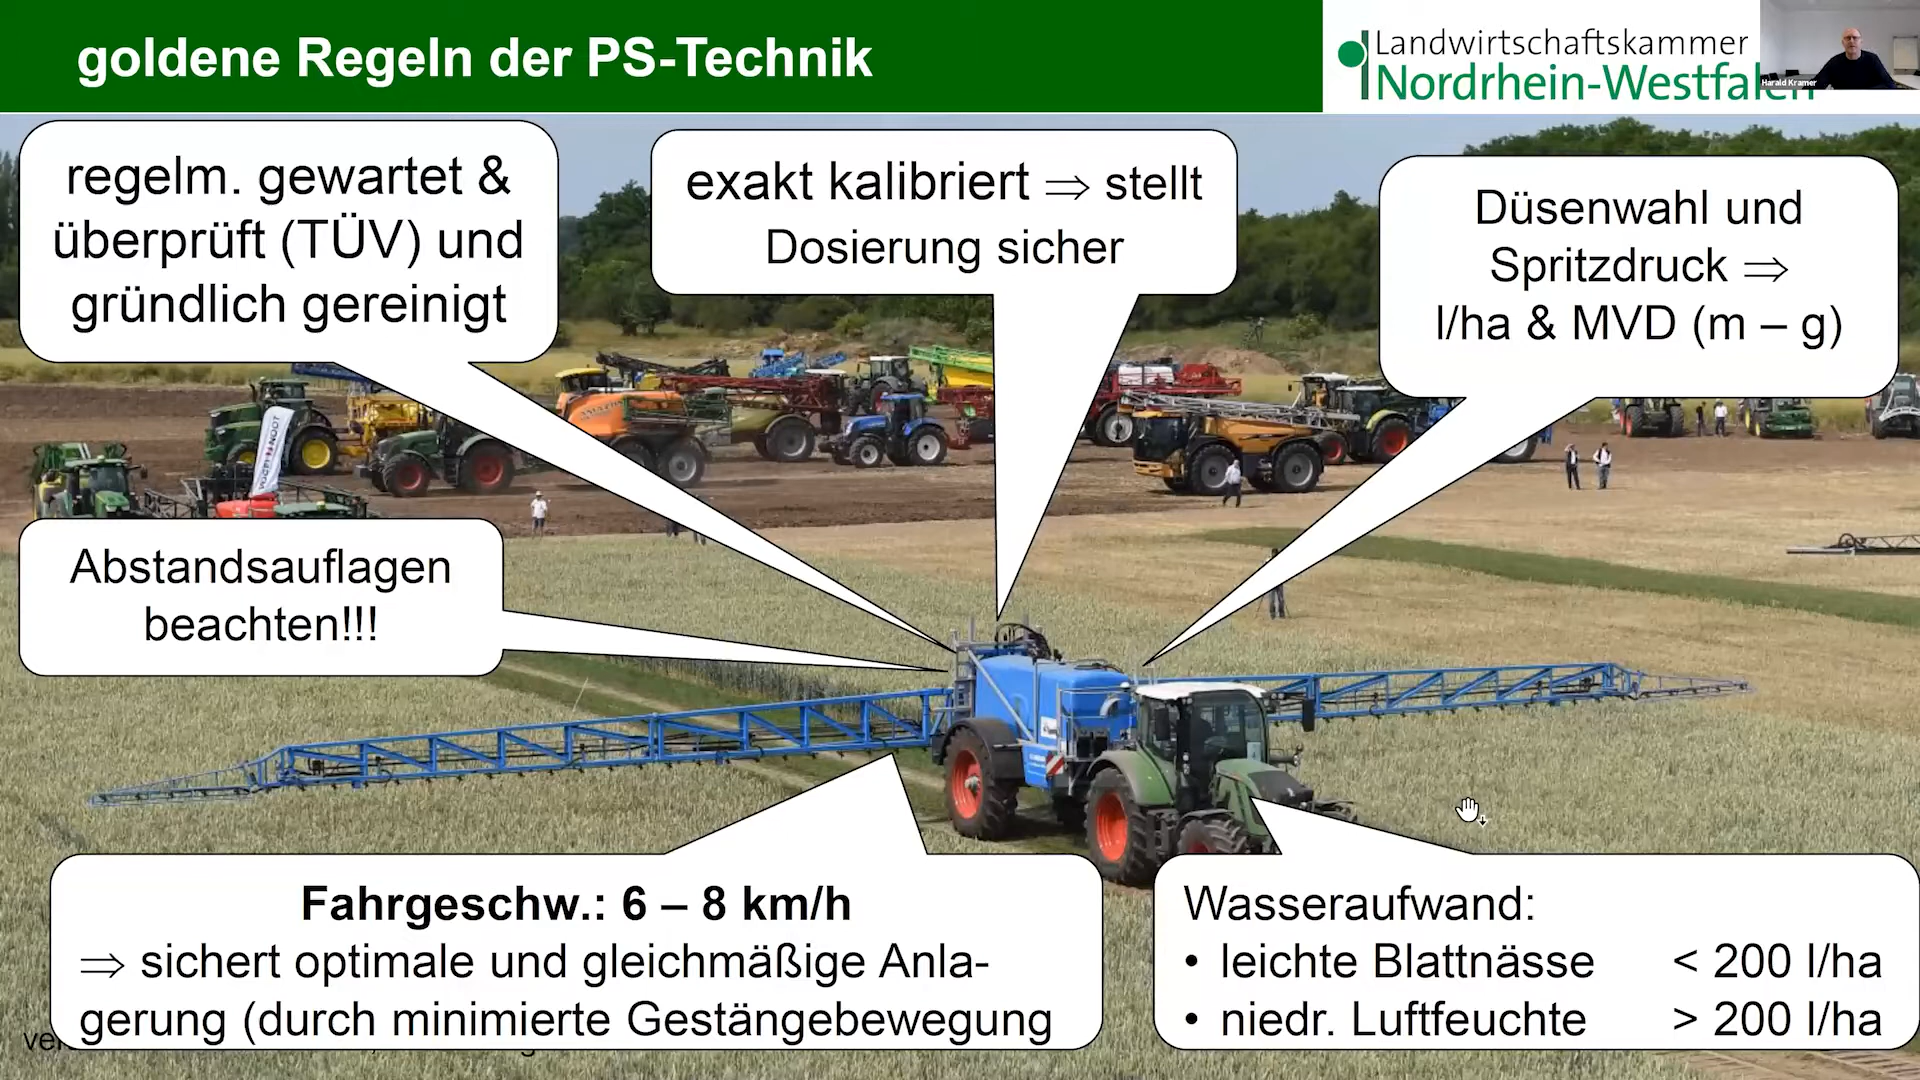 goldene Regeln der PS-Technik
Landwirtschaftskammer
Nordrhein-Westfalen
Harald Kramer
regelm. gewartet &
überprüft (TÜV) und
gründlich gereinigt
exakt kalibriert ⇒ stellt
Dosierung sicher
Düsenwahl und
Spritzdruck ⇒
l/ha & MVD (m – g)
Abstandsauflagen
beachten!!!
Fahrgeschw.: 6 – 8 km/h
⇒ sichert optimale und gleichmäßige Anla-
gerung (durch minimierte Gestängebewegung
Wasseraufwand:
• leichte Blattnässe < 200 l/ha
• niedr. Luftfeuchte > 200 l/ha